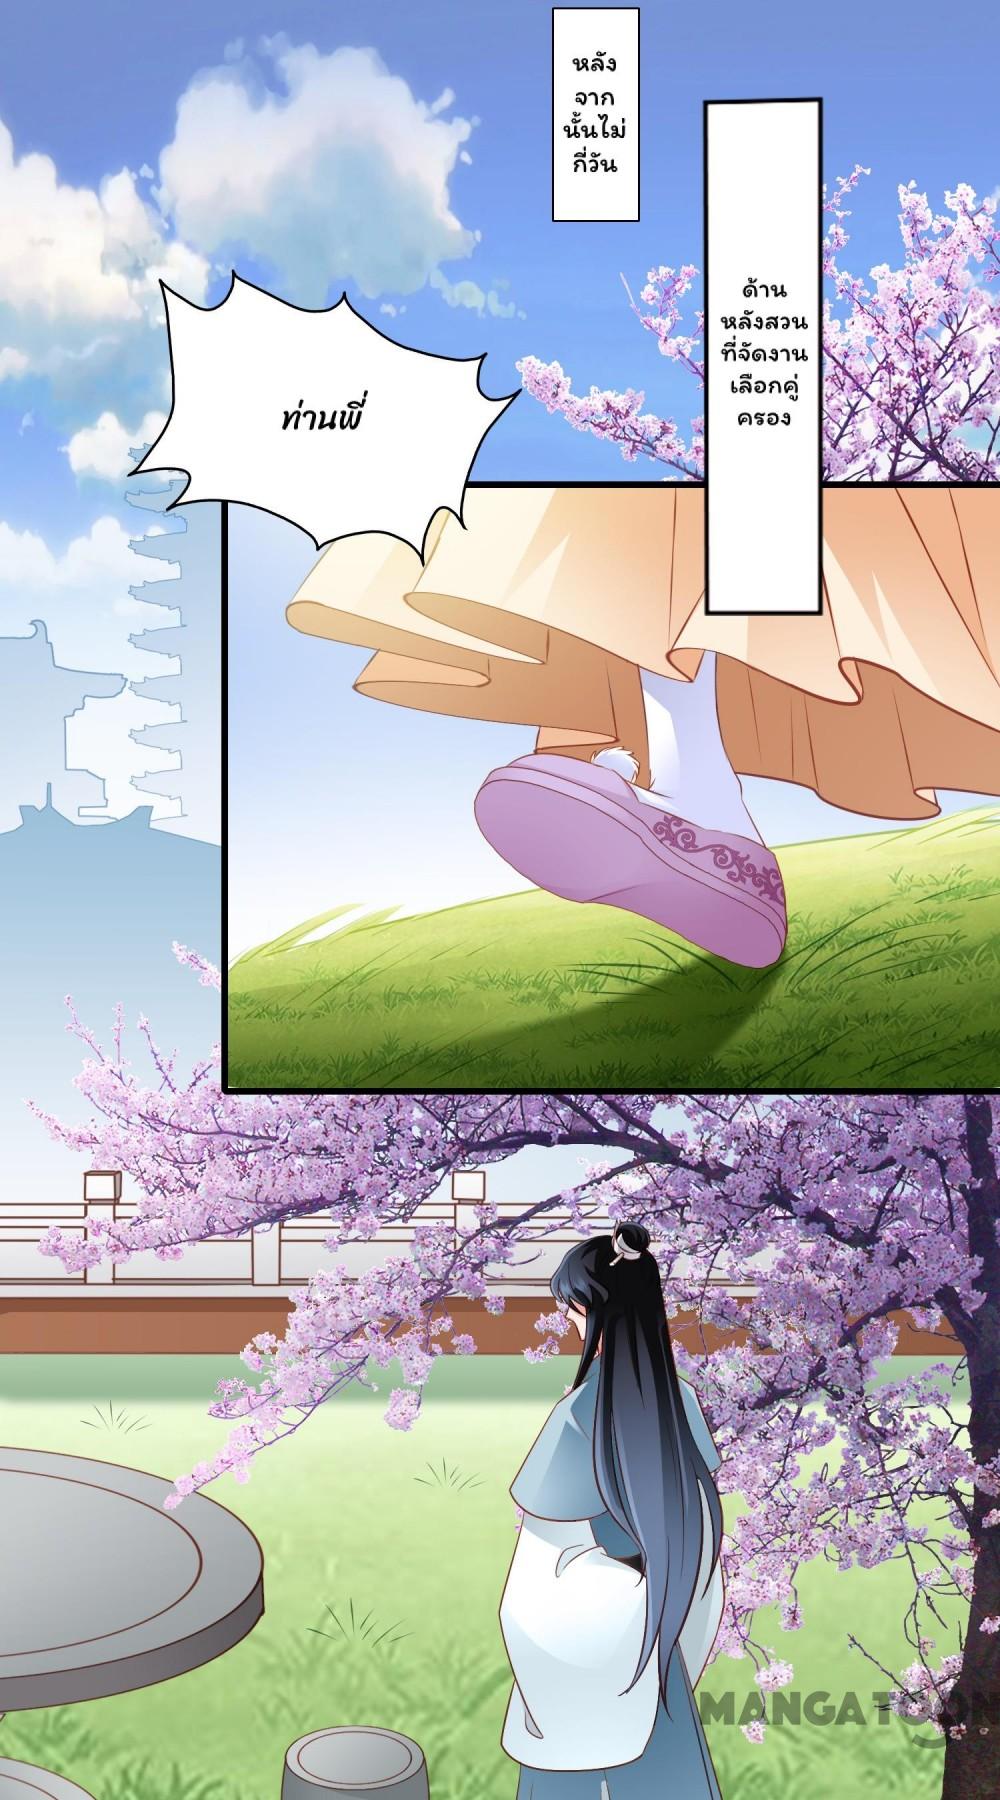 หลัง
จาก
นั้นไม่
กี่วัน
ด้าน
หลังสวน
ที่จัดงาน
เลือกคู่
ครอง
ท่านพี่
MANGATOON